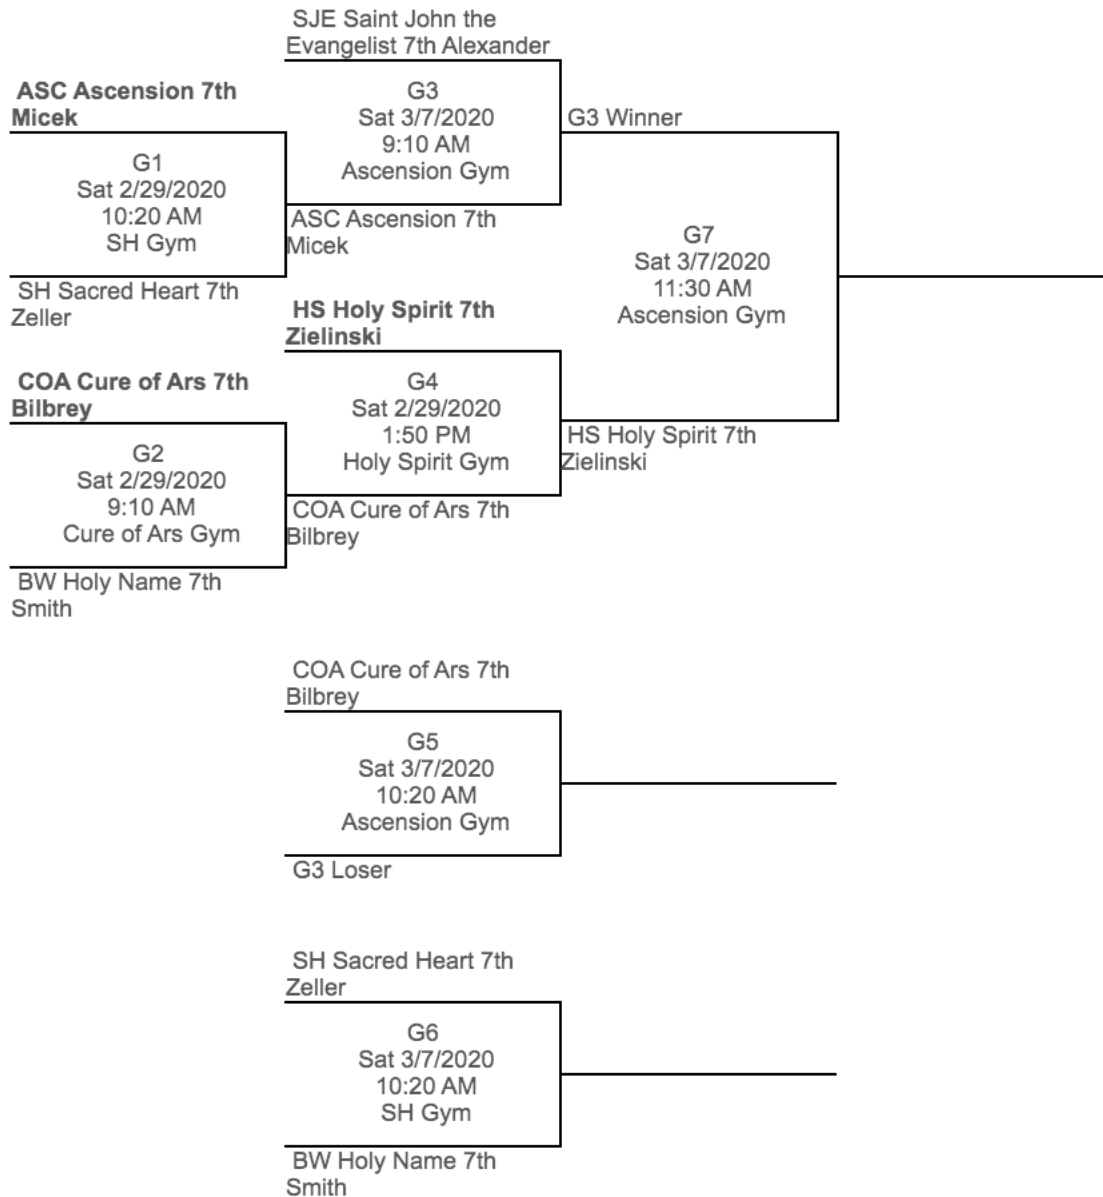 SJE Saint John the
Evangelist 7th Alexander
ASC Ascension 7th
Micek
G3
Sat 3/7/2020
9:10 AM
Ascension Gym
G3 Winner
G1
Sat 2/29/2020
10:20 AM
SH Gym
ASC Ascension 7th
Micek
G7
Sat 3/7/2020
11:30 AM
Ascension Gym
SH Sacred Heart 7th
Zeller
HS Holy Spirit 7th
Zielinski
COA Cure of Ars 7th
Bilbrey
G4
Sat 2/29/2020
1:50 PM
Holy Spirit Gym
HS Holy Spirit 7th
Zielinski
G2
Sat 2/29/2020
9:10 AM
Cure of Ars Gym
COA Cure of Ars 7th
Bilbrey
BW Holy Name 7th
Smith
COA Cure of Ars 7th
Bilbrey
G5
Sat 3/7/2020
10:20 AM
Ascension Gym
G3 Loser
SH Sacred Heart 7th
Zeller
G6
Sat 3/7/2020
10:20 AM
SH Gym
BW Holy Name 7th
Smith